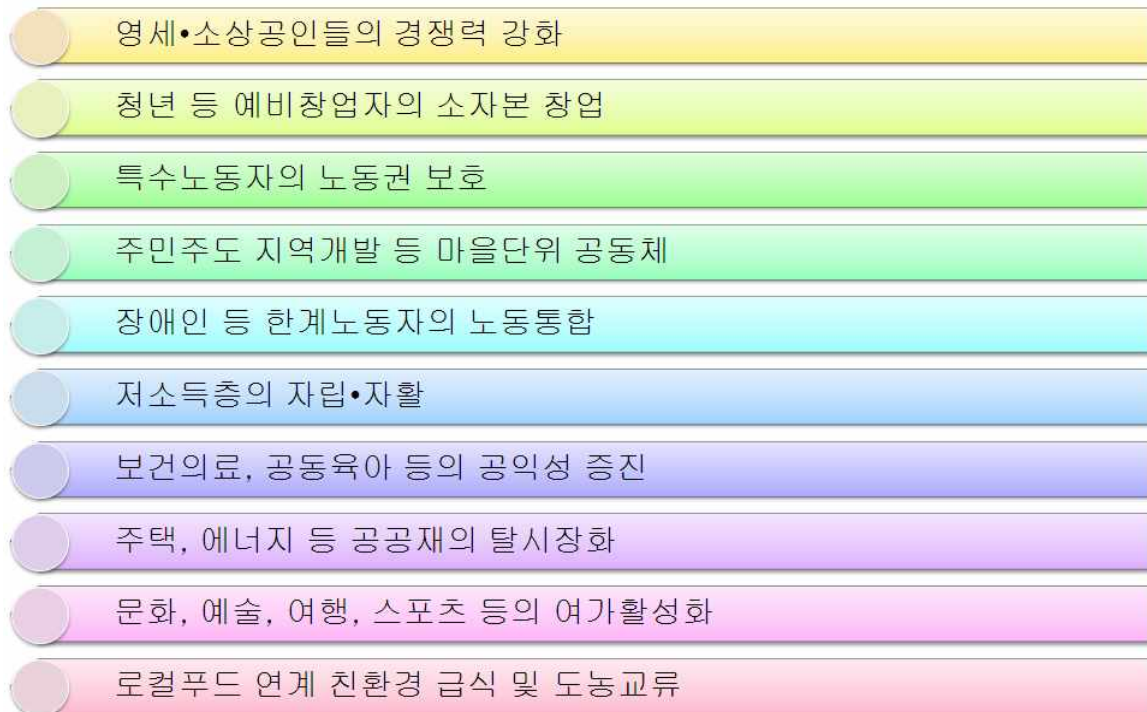 영세•소상공인들의 경쟁력 강화
청년 등 예비창업자의 소자본 창업
특수노동자의 노동권 보호
주민주도 지역개발 등 마을단위 공동체
장애인 등 한계노동자의 노동통합
저소득층의 자립•자활
보건의료, 공동육아 등의 공익성 증진
주택, 에너지 등 공공재의 탈시장화
문화, 예술, 여행, 스포츠 등의 여가활성화
로컬푸드 연계 친환경 급식 및 도농교류